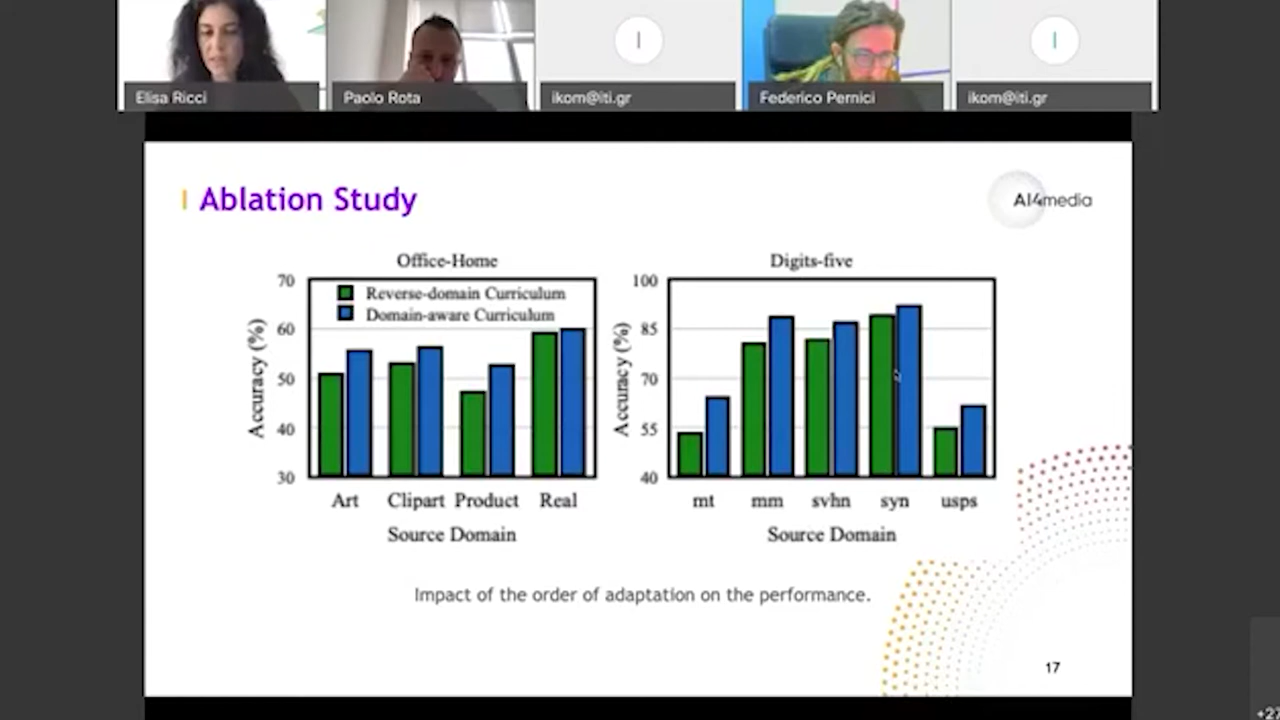 Elisa Ricci
Paolo Rota
I
ikom@iti.gr
Federico Pernici
I
ikom@iti.gr
Ablation Study
AI4media
Office-Home
Accuracy (%)
70
60
50
40
30
Reverse-domain Curriculum
Domain-aware Curriculum
Art Clipart Product Real
Source Domain
Digits-five
Accuracy (%)
100
85
70
55
40
mt mm svhn syn usps
Source Domain
Impact of the order of adaptation on the performance.
17